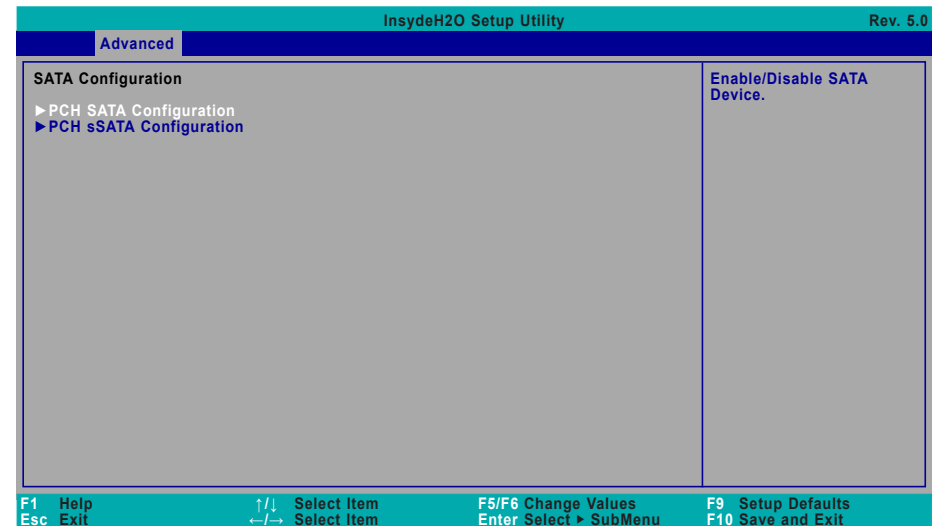 InsydeH2O Setup Utility Rev. 5.0
Advanced
SATA Configuration
►PCH SATA Configuration
►PCH sSATA Configuration
Enable/Disable SATA
Device.
F1 Help ↑/↓ Select Item F5/F6 Change Values F9 Setup Defaults
Esc Exit ←/→ Select Item Enter Select ► SubMenu F10 Save and Exit